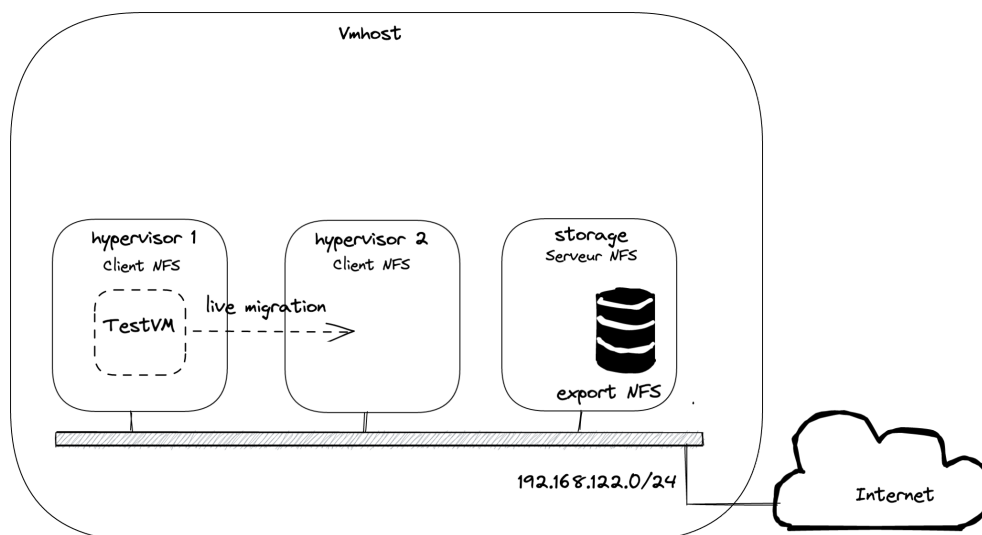 Vmhost
hypervisor 1
Client NFS
TestVM
live migration
hypervisor 2
Client NFS
storage
Serveur NFS
export NFS
192.168.122.0/24
Internet